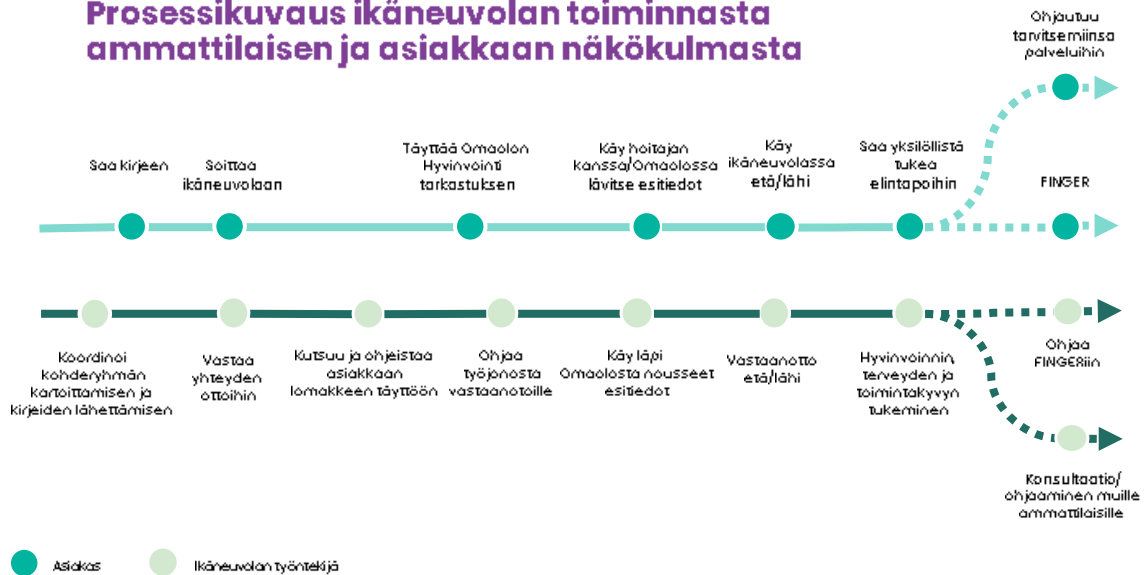 Prosessikuvaus ikäneuvolan toiminnasta
ammattilaisen ja asiakkaan näkökulmasta
Ohjautuu
tarvitsemiinsa
palveluihin
Saa kirjeen
Soittaa
ikäneuvolaan
Täyttää Omaolon
Hyvinvointi
tarkastuksen
Käy hoitajan
kanssa/Omaolossa
lävitse esitiedot
Käy
ikäneuvolassa
etä/lähi
Saa yksilöllistä
tukea
elintapoihin
FINGER
Koordinoi
kohderyhmän
kartoittamisen ja
kirjeiden lähettämisen
Vastaa
yhteyden
ottoihin
Kutsuu ja ohjeistaa
asiakkaan
lomakkeen täyttöön
Ohjaa
työjonosta
vastaanotoille
Käy läpi
Omaolosta nousseet
esitiedot
Vastaanotto
etä/lähi
Hyvinvoinnin,
terveyden ja
toimintakyvyn
tukeminen
Ohjaa
FINGERiin
Konsultaatio/
ohjaaminen muille
ammattilaisille
Asiakas
Ikäneuvolan työntekijä